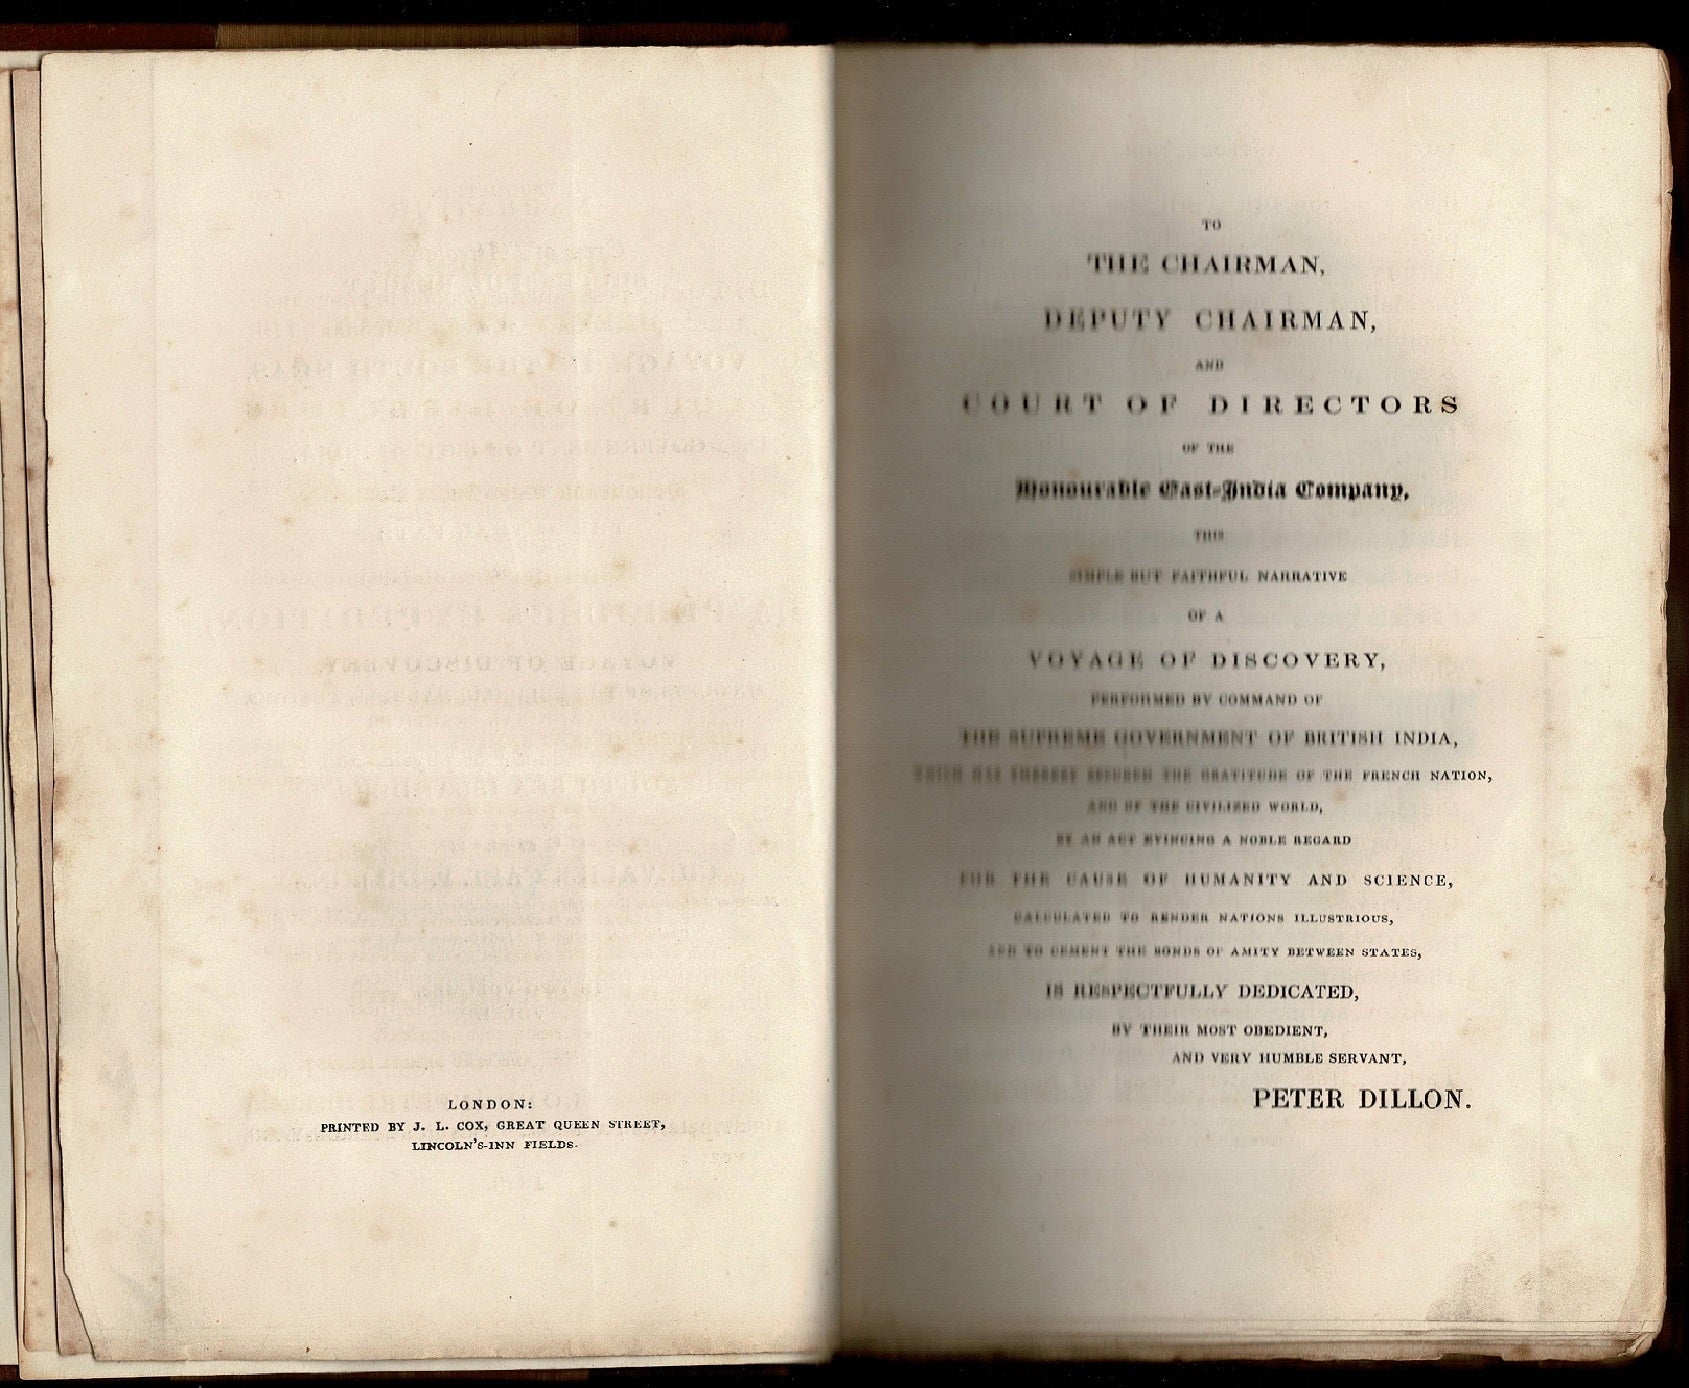 LONDON:
PRINTED BY J. L. COX, GREAT QUEEN STREET,
LINCOLN'S-INN FIELDS.
TO
THE CHAIRMAN,
DEPUTY CHAIRMAN,
AND
COURT OF DIRECTORS
OF THE
Honourable East-India Company,
THIS
SIMPLE BUT FAITHFUL NARRATIVE
OF A
VOYAGE OF DISCOVERY,
PERFORMED BY COMMAND OF
THE SUPREME GOVERNMENT OF BRITISH INDIA,
WHICH HAS THEREBY SECURED THE GRATITUDE OF THE FRENCH NATION,
AND OF THE CIVILIZED WORLD,
BY AN ACT EVINCING A NOBLE REGARD
FOR THE CAUSE OF HUMANITY AND SCIENCE,
CALCULATED TO RENDER NATIONS ILLUSTRIOUS,
AND TO CEMENT THE BONDS OF AMITY BETWEEN STATES,
IS RESPECTFULLY DEDICATED,
BY THEIR MOST OBEDIENT,
AND VERY HUMBLE SERVANT,
PETER DILLON.